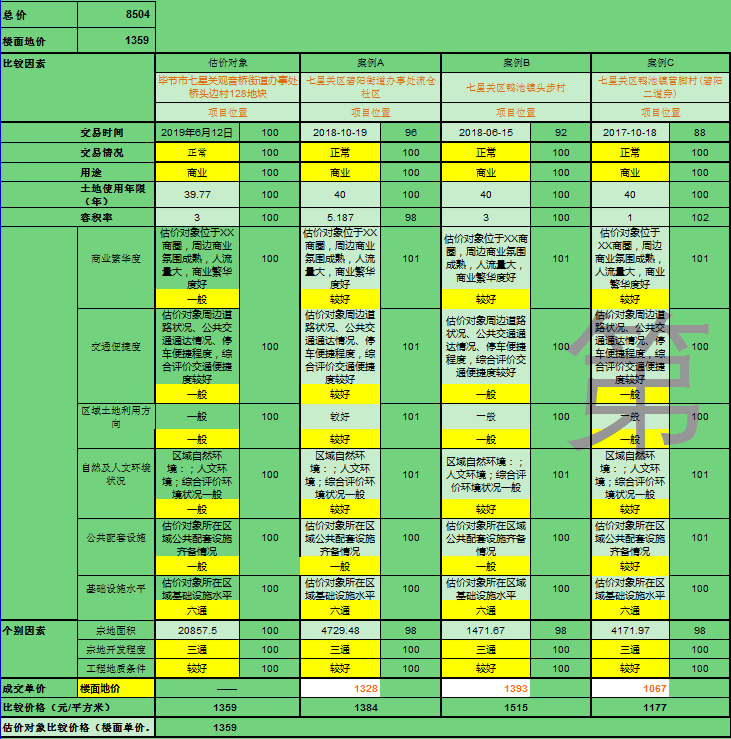 总价 8504
楼面地价 1359
比较因素 估价对象 案例A 案例B 案例C
毕节市七星关观音桥街道办事处桥头边村128地块 七星关区碧阳街道办事处流仓社区 七星关区鸭池镇头步村 七星关区鸭池镇营脚村(碧阳二道旁)
项目位置 项目位置 项目位置 项目位置
交易时间 2019年6月12日 100 2018-10-19 96 2018-06-15 92 2017-10-18 88
交易情况 正常 100 正常 100 正常 100 正常 100
用途 商业 100 商业 100 商业 100 商业 100
土地使用年限（年） 39.77 100 40 100 40 100 40 100
容积率 3 100 5.187 98 3 100 1 102
商业繁华度 估价对象位于XX商圈，周边商业氛围成熟，人流量大，商业繁华度好 100 估价对象位于XX商圈，周边商业氛围成熟，人流量大，商业繁华度好 101 估价对象位于XX商圈，周边商业氛围成熟，人流量大，商业繁华度好 101 估价对象位于XX商圈，周边商业氛围成熟，人流量大，商业繁华度好 101
一般 较好 较好 较好
交通便捷度 估价对象周边道路状况、公共交通通达情况、停车便捷程度，综合评价交通便捷度较好 100 估价对象周边道路状况、公共交通通达情况、停车便捷程度，综合评价交通便捷度较好 100 估价对象周边道路状况、公共交通通达情况、停车便捷程度，综合评价交通便捷度较好 100 估价对象周边道路状况、公共交通通达情况、停车便捷程度，综合评价交通便捷度较好 100
一般 一般 一般 一般
区域土地利用方向 一般 100 较好 101 一般 100 一般 100
一般 较好 一般 一般
自然及人文环境状况 区域自然环境：；人文环境；综合评价环境状况一般 100 区域自然环境：；人文环境；综合评价环境状况一般 101 区域自然环境：；人文环境；综合评价环境状况一般 101 区域自然环境：；人文环境；综合评价环境状况一般 101
一般 较好 较好 较好
公共配套设施 估价对象所在区域公共配套设施齐备情况 100 估价对象所在区域公共配套设施齐备情况 100 估价对象所在区域公共配套设施齐备情况 100 估价对象所在区域公共配套设施齐备情况 101
一般 一般 一般 较好
基础设施水平 估价对象所在区域基础设施水平 100 估价对象所在区域基础设施水平 100 估价对象所在区域基础设施水平 100 估价对象所在区域基础设施水平 100
六通 六通 六通 六通
个别因素 宗地面积 20857.5 100 4729.48 98 1471.67 98 4171.97 98
宗地开发程度 三通 100 三通 100 三通 100 三通 100
工程地质条件 较好 100 较好 100 较好 100 较好 100
成交单价 楼面地价 —— 1328 1393 1067
比较价格（元/平方米） 1359 1384 1515 1177
估价对象比较价格（楼面单价. 1359
第